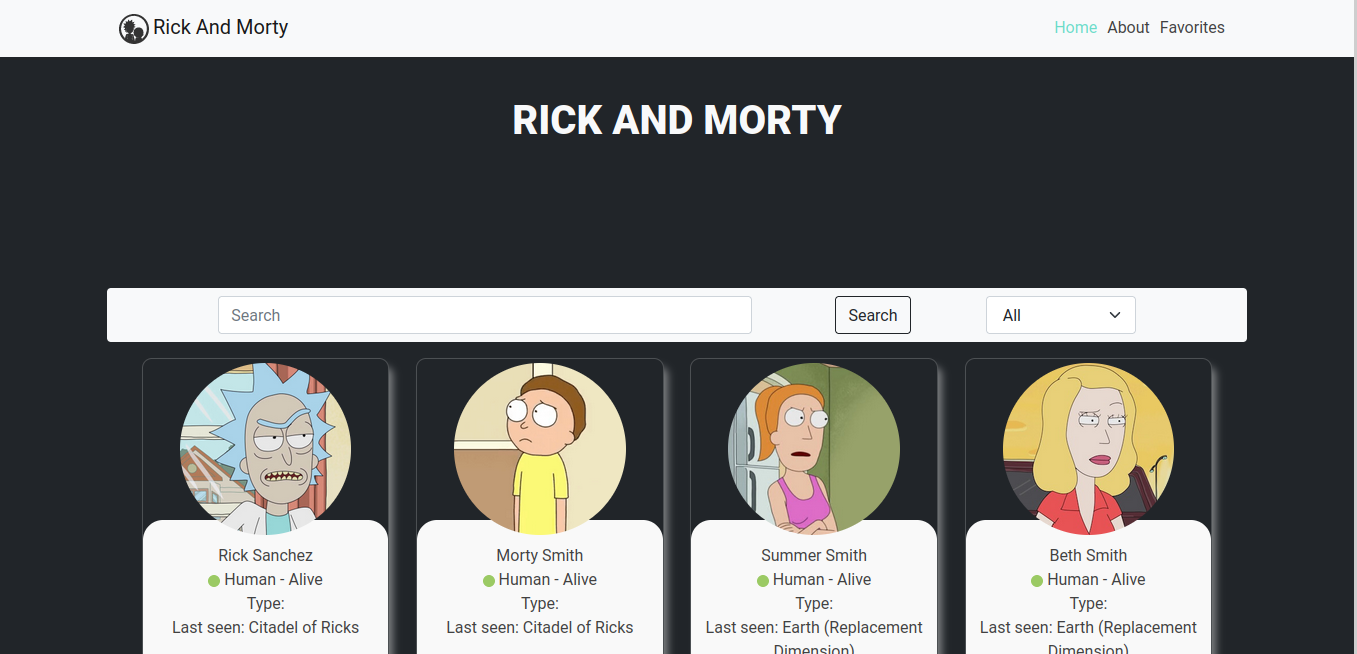 Rick And Morty
Home About Favorites
RICK AND MORTY
Search Search All
Rick Sanchez
Human - Alive
Type:
Last seen: Citadel of Ricks
Morty Smith
Human - Alive
Type:
Last seen: Citadel of Ricks
Summer Smith
Human - Alive
Type:
Last seen: Earth (Replacement
Dimension)
Beth Smith
Human - Alive
Type:
Last seen: Earth (Replacement
Dimension)